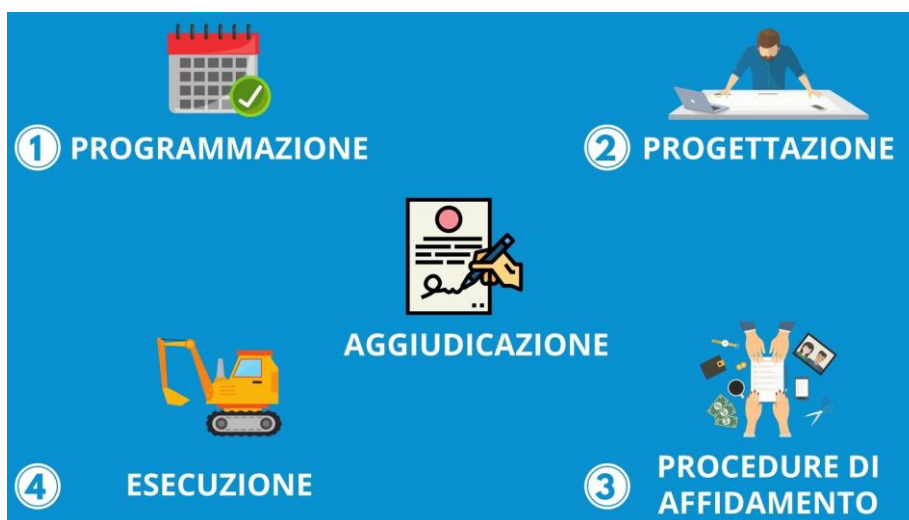 1 PROGRAMMAZIONE
2 PROGETTAZIONE
AGGIUDICAZIONE
4 ESECUZIONE
3 PROCEDURE DI
AFFIDAMENTO